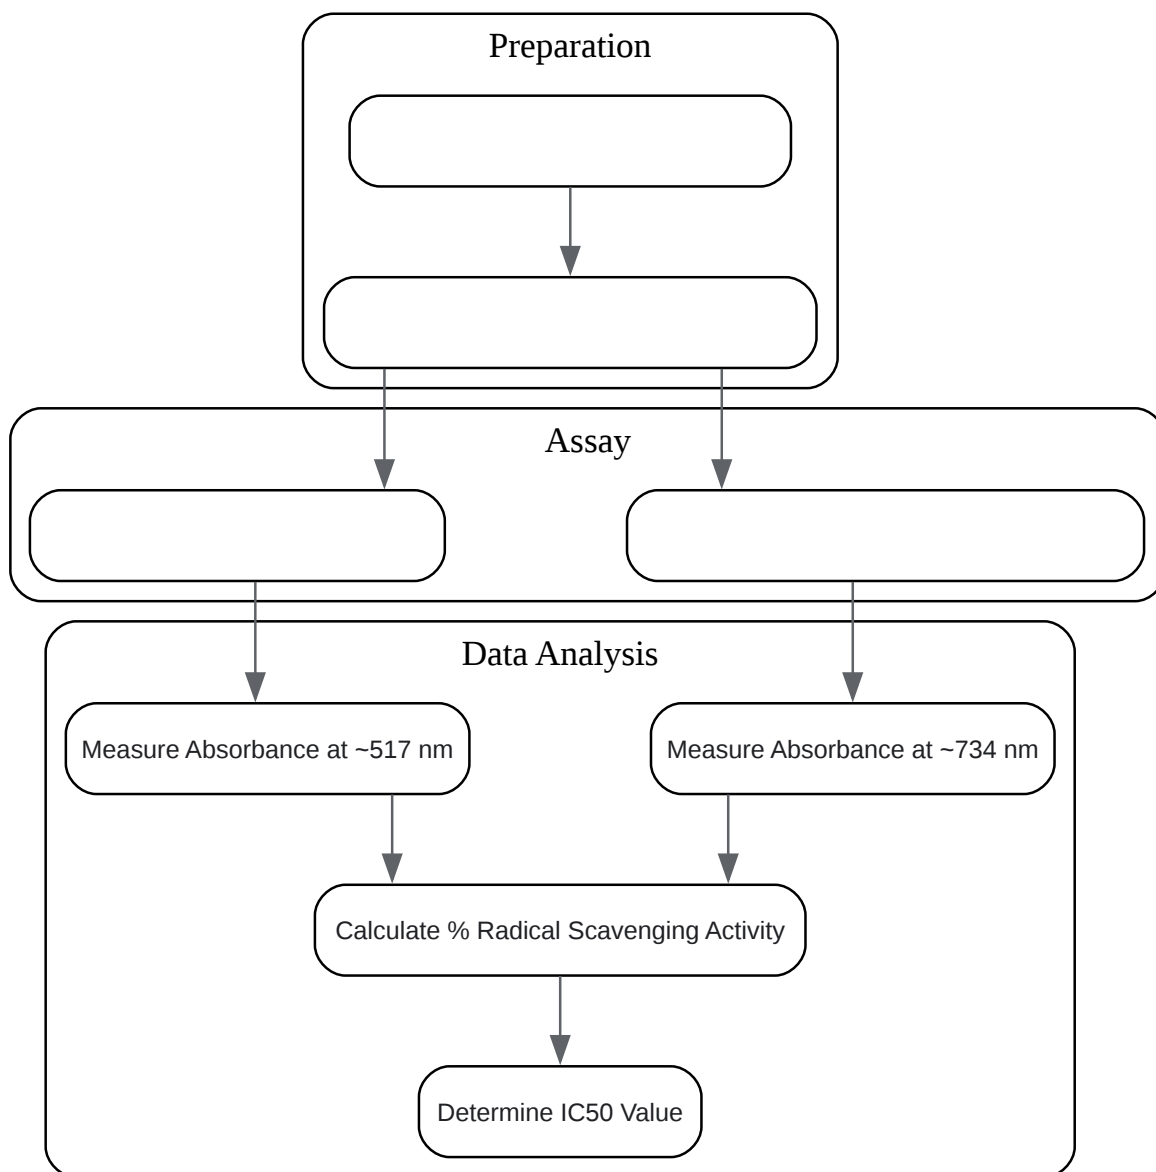 Preparation
Assay
Data Analysis
Measure Absorbance at ~517 nm
Measure Absorbance at ~734 nm
Calculate % Radical Scavenging Activity
Determine IC50 Value